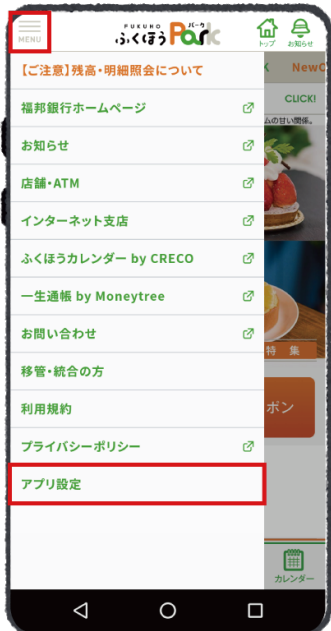 MENU
FUKUHO パーク
ふくほう Park
トップ
お知らせ
【ご注意】残高・明細照会について
NewO
福邦銀行ホームページ
CLICK!
お知らせ
ムの甘い関係。
店舗・ATM
インターネット支店
ふくほうカレンダー by CRECO
一生通帳 by Moneytree
お問い合わせ
特 集
移管・統合の方
利用規約
ポン
プライバシーポリシー
アプリ設定
カレンダー